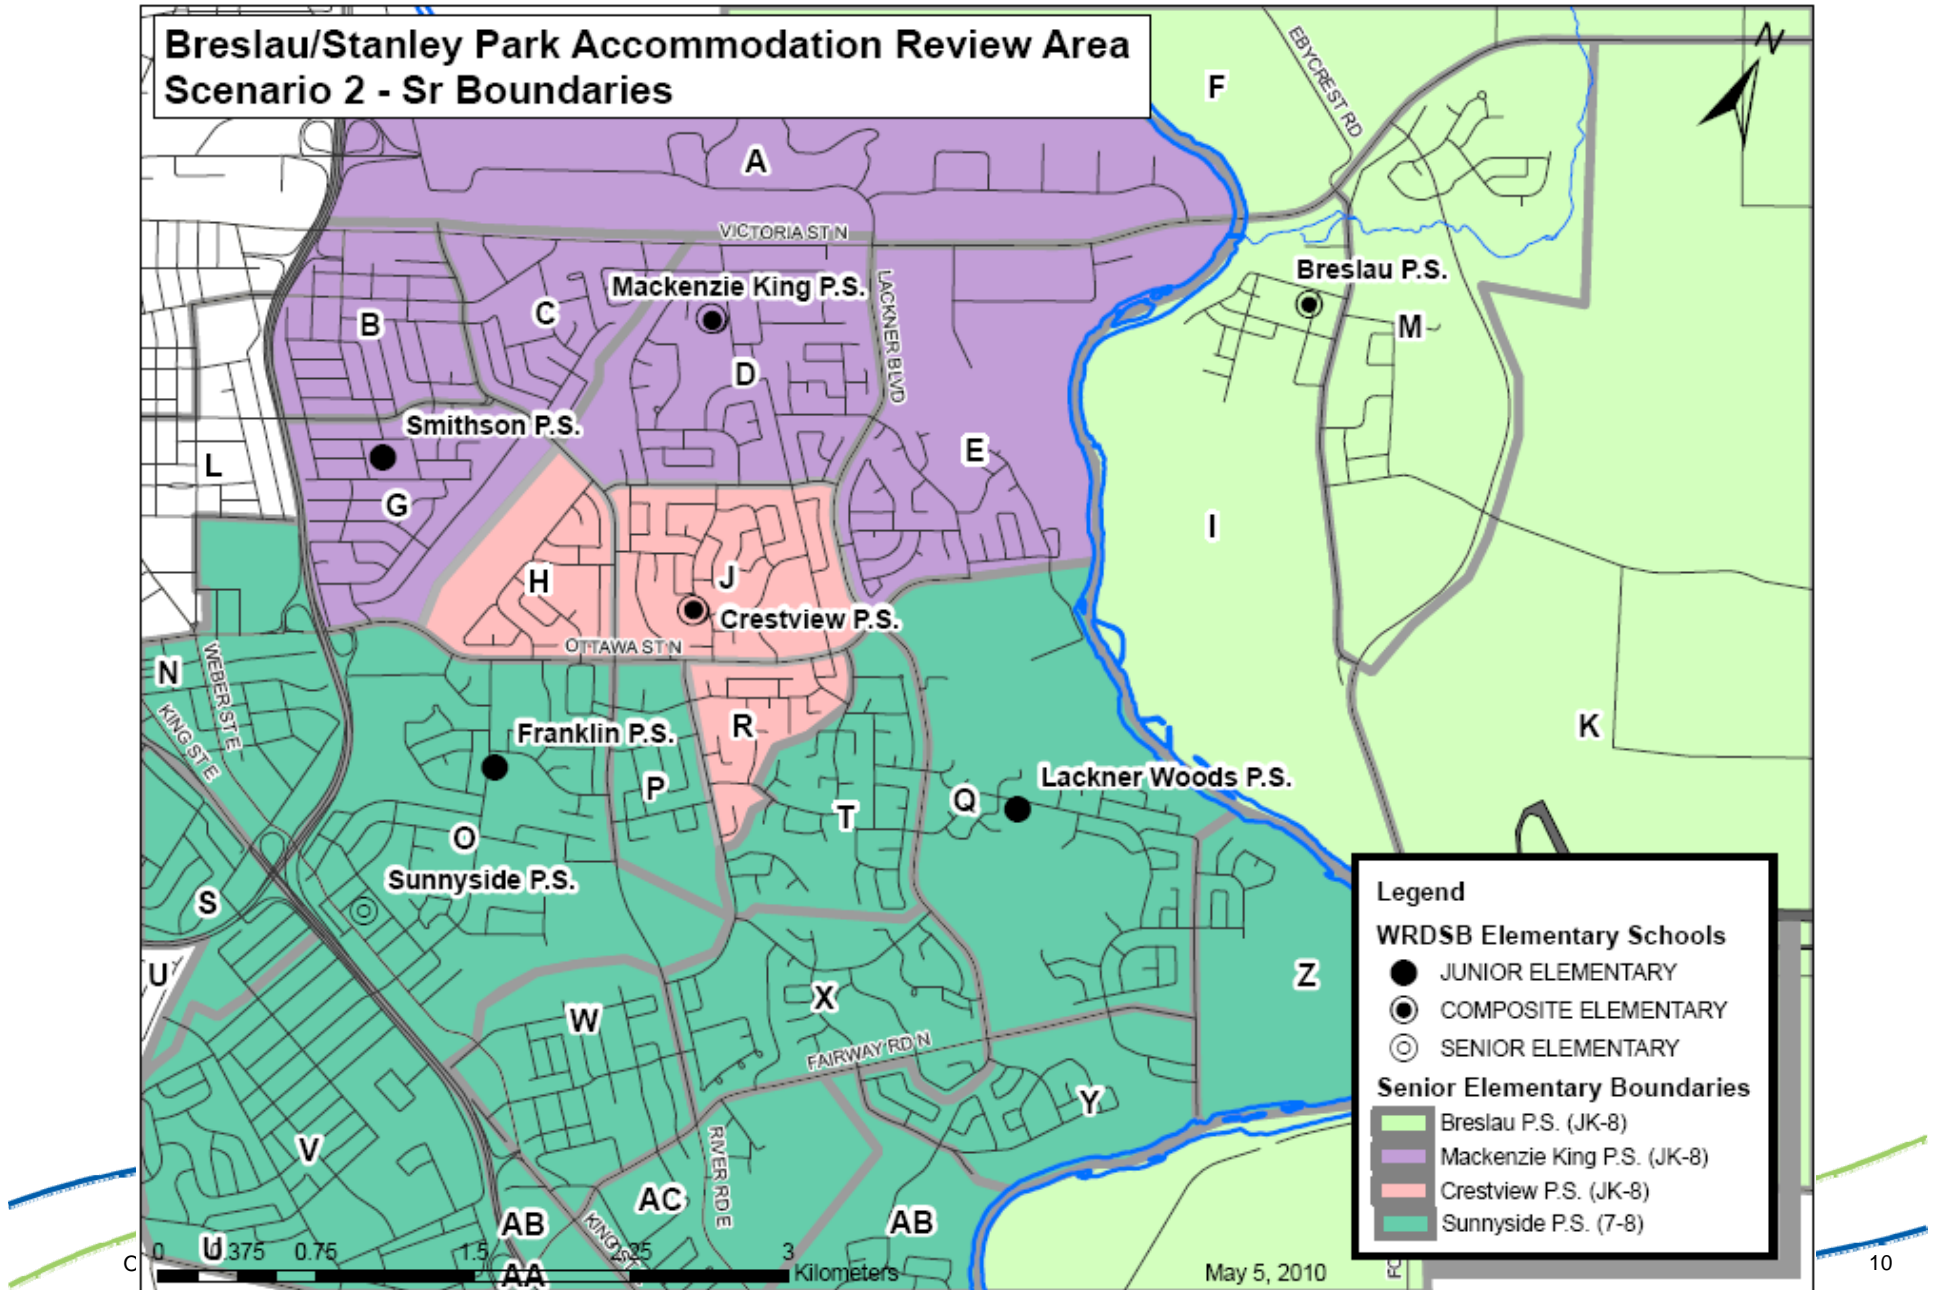 Breslau/Stanley Park Accommodation Review Area
Scenario 2 - Sr Boundaries
N
F
EBYCREST RD
A
VICTORIA ST N
Mackenzie King P.S.
LACKNER BLVD
Breslau P.S.
B
C
M
D
Smithson P.S.
E
L
G
I
H
J
Crestview P.S.
OTTAWA ST N
N
WEBER ST E
KING ST E
Franklin P.S.
R
K
P
Lackner Woods P.S.
Q
T
O
Sunnyside P.S.
S
U
X
Z
W
FAIRWAY RD N
Y
V
RIVER RD E
AC
AB
KING ST
AB
U
AA
0 0.375 0.75 1.5 2.25 3
Kilometers
May 5, 2010
Legend
WRDSB Elementary Schools
JUNIOR ELEMENTARY
COMPOSITE ELEMENTARY
SENIOR ELEMENTARY
Senior Elementary Boundaries
Breslau P.S. (JK-8)
Mackenzie King P.S. (JK-8)
Crestview P.S. (JK-8)
Sunnyside P.S. (7-8)
10